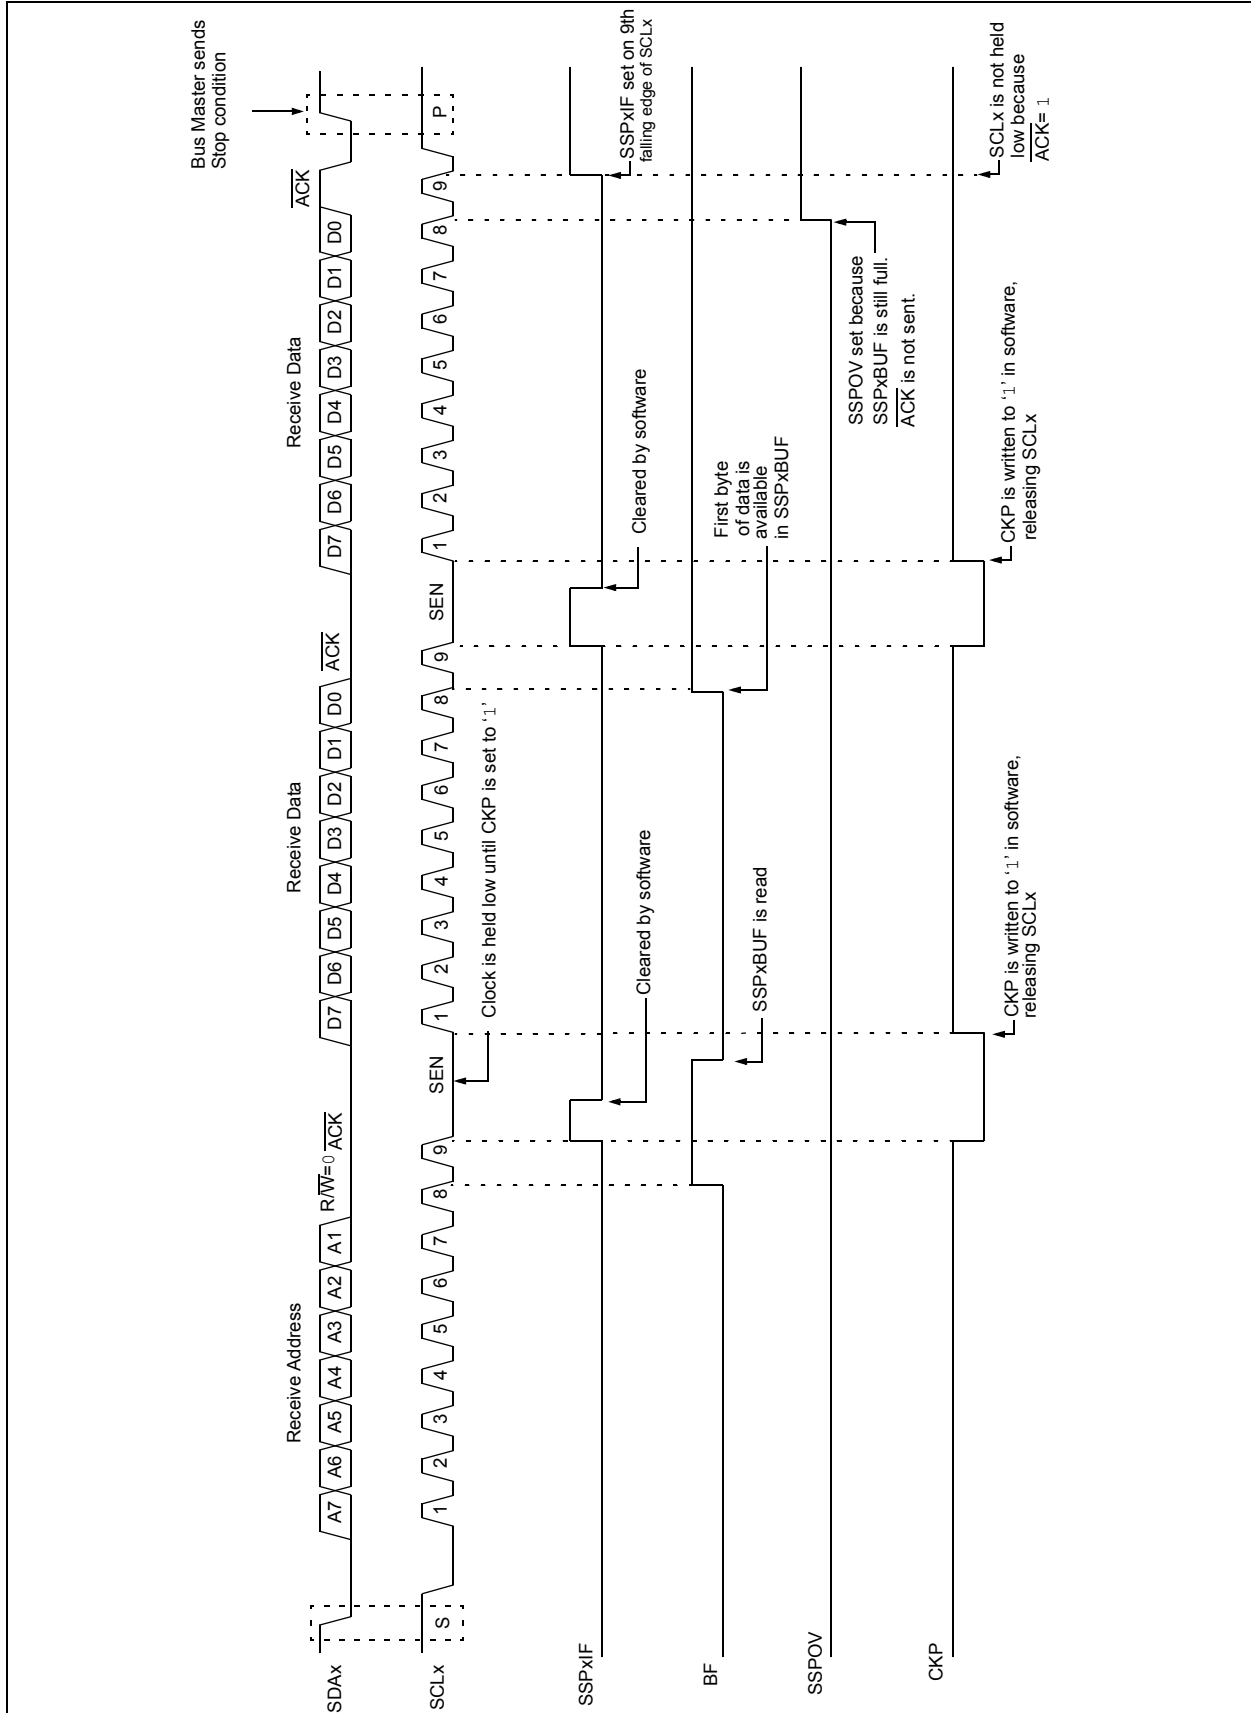 Bus Master sends
Stop condition
Receive Address
Receive Data
Receive Data
SDAx
A7 A6 A5 A4 A3 A2 A1
R/W=0 ACK
D7 D6 D5 D4 D3 D2 D1 D0
ACK
D7 D6 D5 D4 D3 D2 D1 D0
ACK
SCLx
S
1 2 3 4 5 6 7 8 9
SEN
1 2 3 4 5 6 7 8 9
SEN
1 2 3 4 5 6 7 8 9
P
Clock is held low until CKP is set to ‘1’
SSPxIF
Cleared by software
Cleared by software
SSPxIF set on 9th
falling edge of SCLx
BF
SSPxBUF is read
First byte
of data is
available
in SSPxBUF
SSPOV
SSPOV set because
SSPxBUF is still full.
ACK is not sent.
CKP
CKP is written to ‘1’ in software,
releasing SCLx
CKP is written to ‘1’ in software,
releasing SCLx
SCLx is not held
low because
ACK= 1